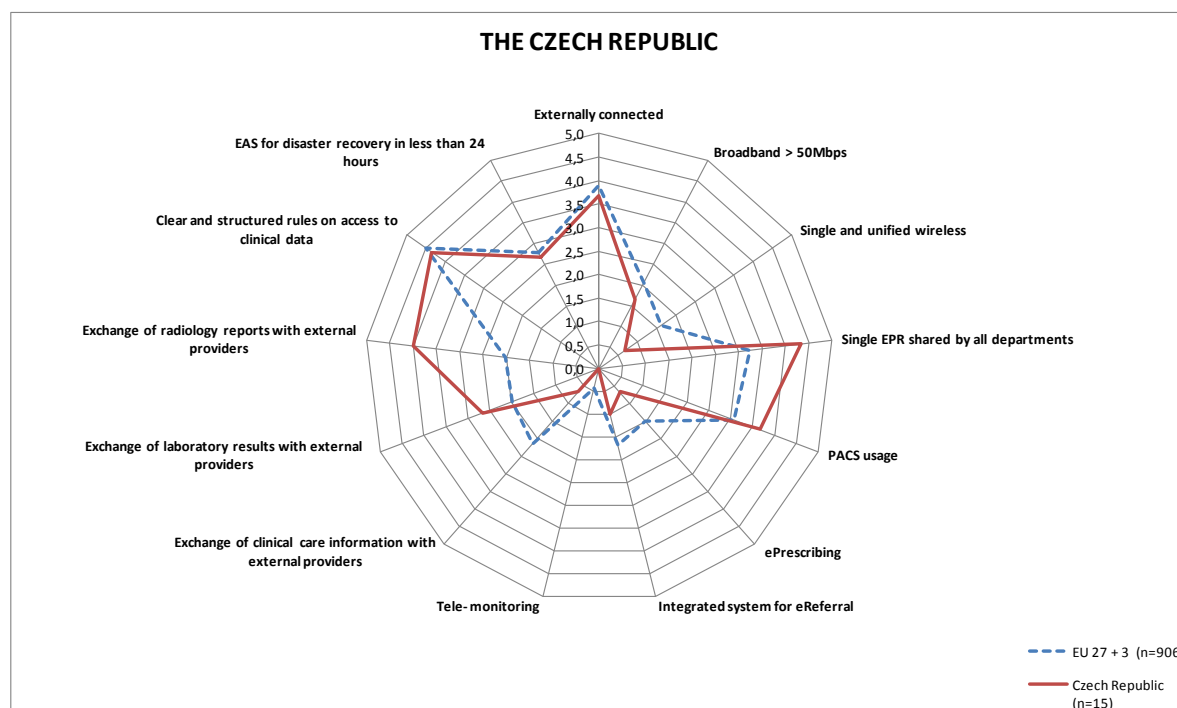 THE CZECH REPUBLIC
Externally connected
EAS for disaster recovery in less than 24
hours
Broadband > 50Mbps
Clear and structured rules on access to
clinical data
Single and unified wireless
Exchange of radiology reports with external
providers
Single EPR shared by all departments
Exchange of laboratory results with external
providers
PACS usage
Exchange of clinical care information with
external providers
ePrescribing
Tele- monitoring
Integrated system for eReferral
5,0
4,5
4,0
3,5
3,0
2,5
2,0
1,5
1,0
0,5
0,0
EU 27 + 3 (n=906
Czech Republic
(n=15)